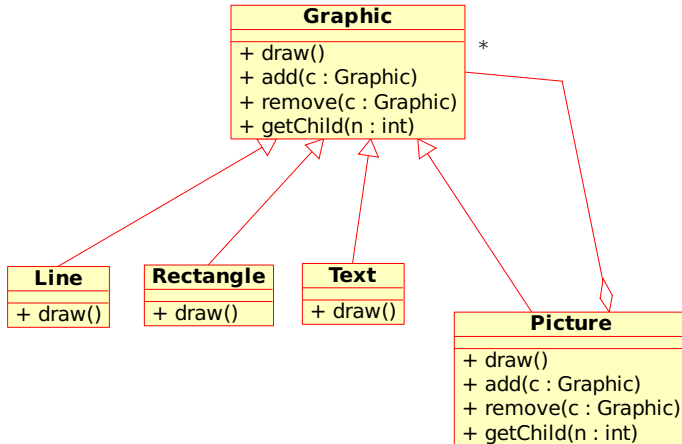 Graphic
+ draw()
+ add(c : Graphic)
+ remove(c : Graphic)
+ getChild(n : int)
*
Line
+ draw()
Rectangle
+ draw()
Text
+ draw()
Picture
+ draw()
+ add(c : Graphic)
+ remove(c : Graphic)
+ getChild(n : int)